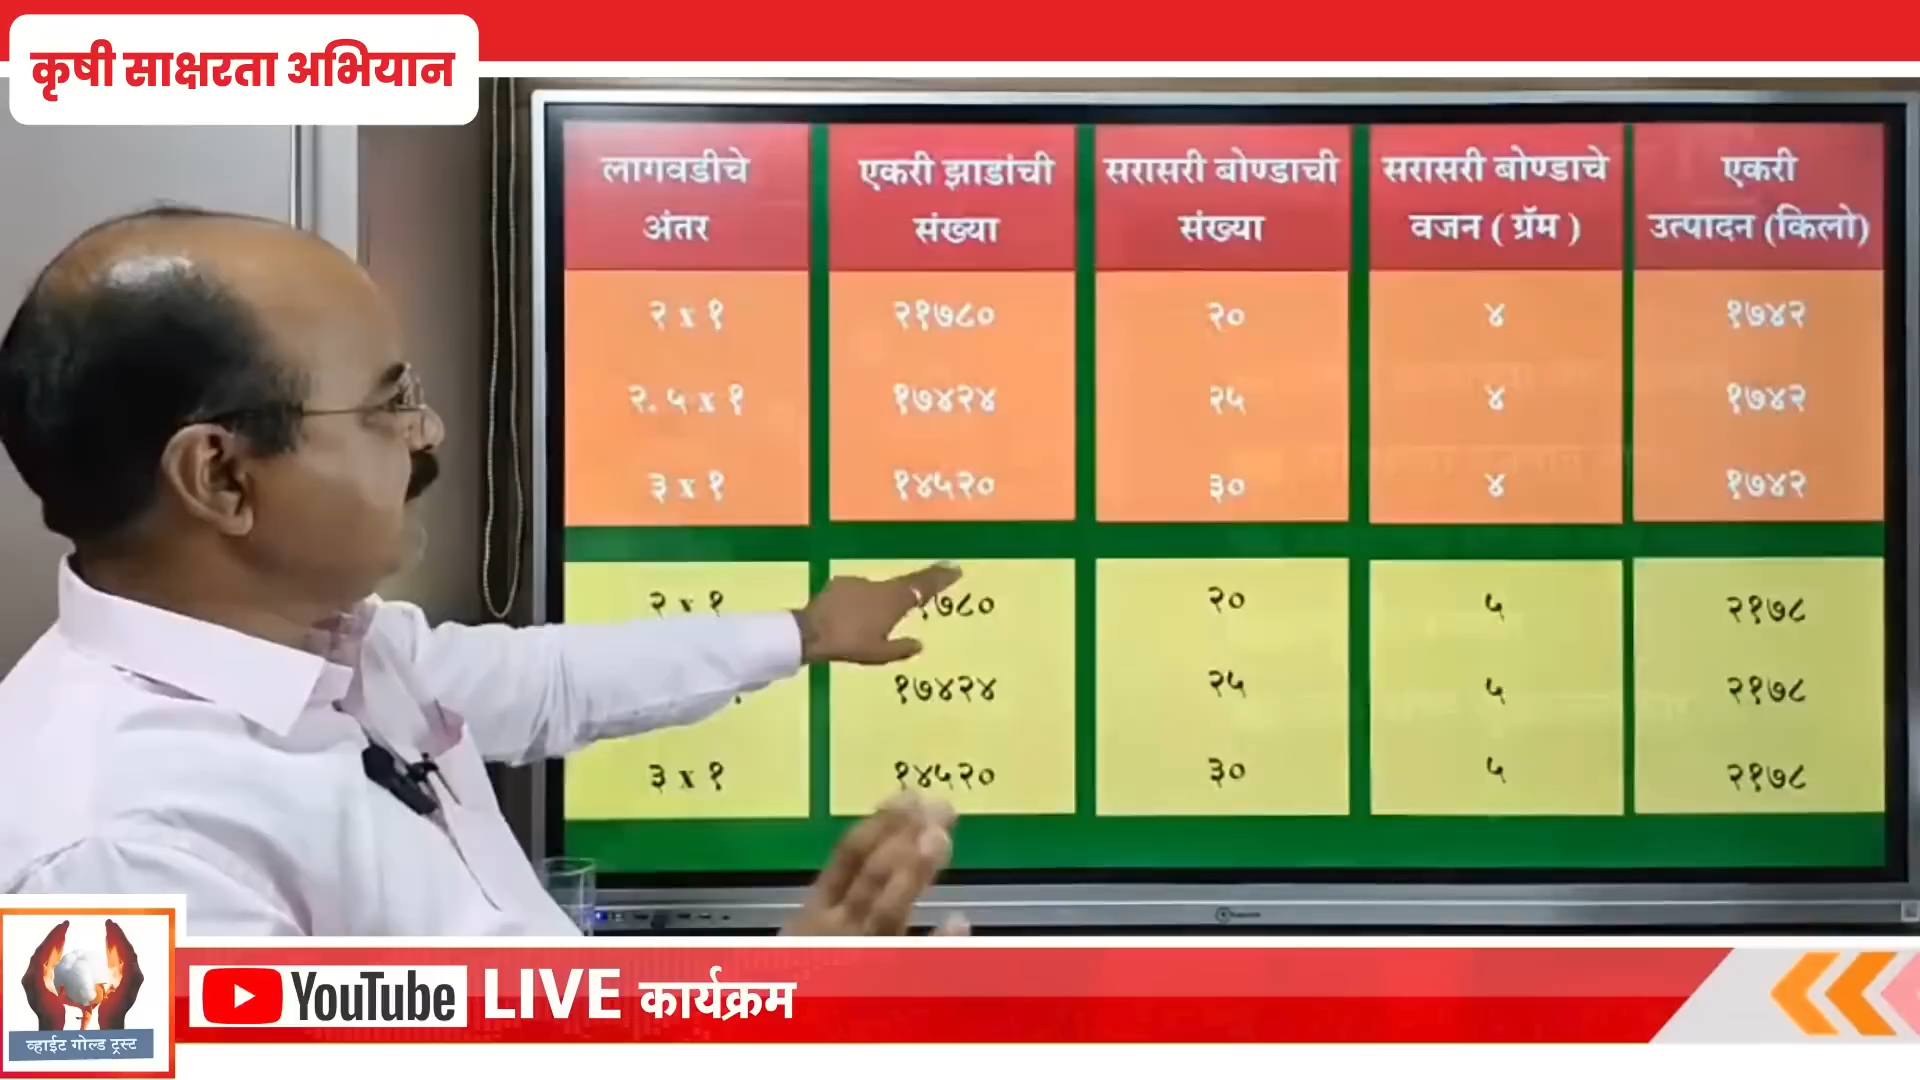 कृषी साक्षरता अभियान
लागवडीचे अंतर | एकरी झाडांची संख्या | सरासरी बोण्डाची संख्या | सरासरी बोण्डाचे वजन ( ग्रॅम ) | एकरी उत्पादन (किलो)
२ x १ | २१७८० | २० | ४ | १७४२
२. ५ x १ | १७४२४ | २५ | ४ | १७४२
३ x १ | १४५२० | ३० | ४ | १७४२
२ x १ | १७८० | २० | ५ | २१७८
१७४२४ | २५ | ५ | २१७८
३ x १ | १४५२० | ३० | ५ | २१७८
YouTube LIVE कार्यक्रम
व्हाईट गोल्ड ट्रस्ट